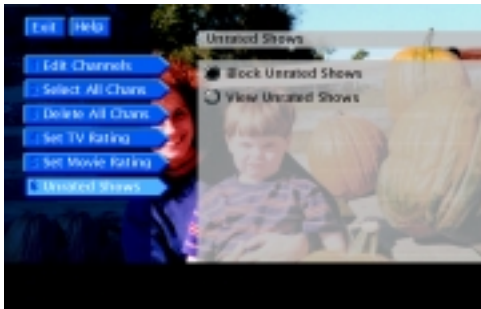 Exit Help
Unrated Shows
Edit Channels
Block Unrated Shows
Select All Chans
View Unrated Shows
Delete All Chans
Set TV Rating
Set Movie Rating
Unrated Shows